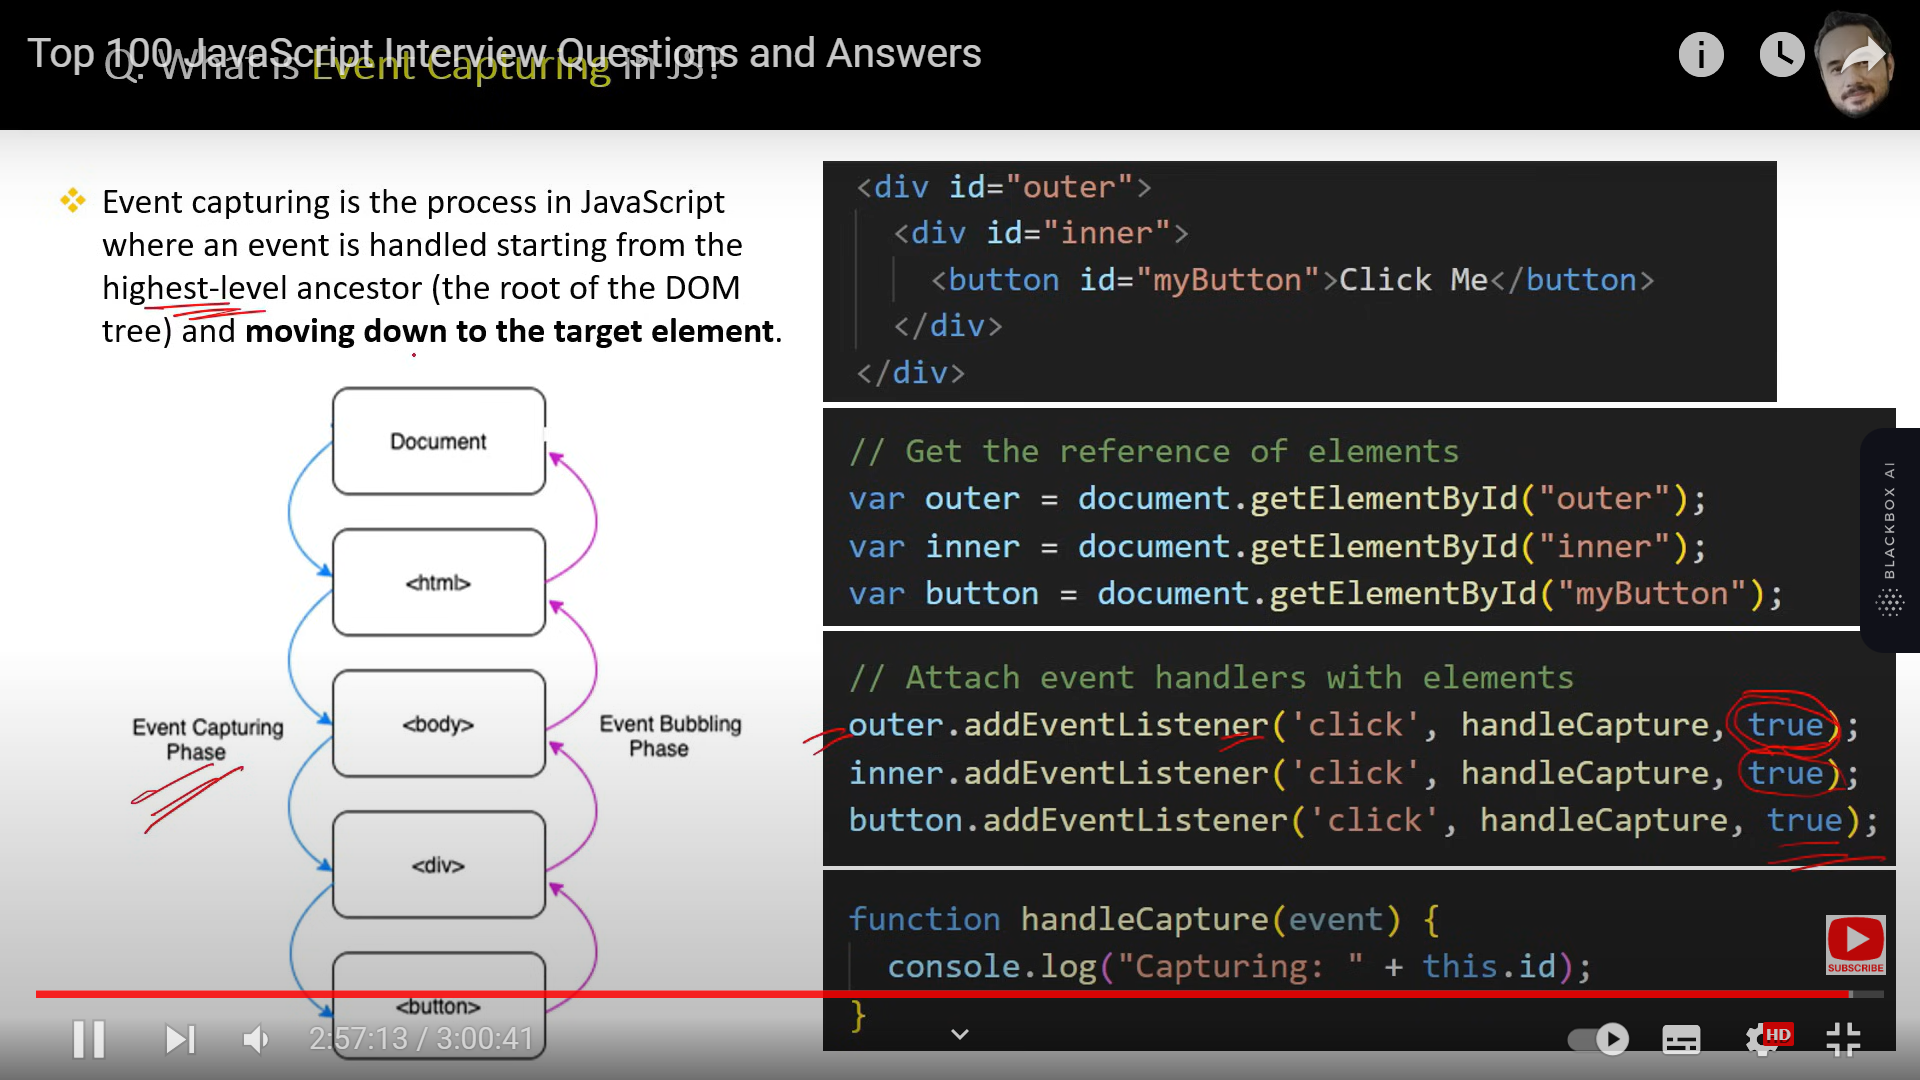 Top 100 JavaScript Interview Questions and Answers
Q. What is Event Capturing in JS?
Event capturing is the process in JavaScript
where an event is handled starting from the
highest-level ancestor (the root of the DOM
tree) and moving down to the target element.
Document
<html>
<body>
<div>
<button>
Event Capturing
Phase
Event Bubbling
Phase
<div id="outer">
<div id="inner">
<button id="myButton">Click Me</button>
</div>
</div>
// Get the reference of elements
var outer = document.getElementById("outer");
var inner = document.getElementById("inner");
var button = document.getElementById("myButton");
// Attach event handlers with elements
outer.addEventListener('click', handleCapture, true);
inner.addEventListener('click', handleCapture, true);
button.addEventListener('click', handleCapture, true);
function handleCapture(event) {
console.log("Capturing: " + this.id);
}
BLACKBOX AI
SUBSCRIBE
2:57:13 / 3:00:41
HD